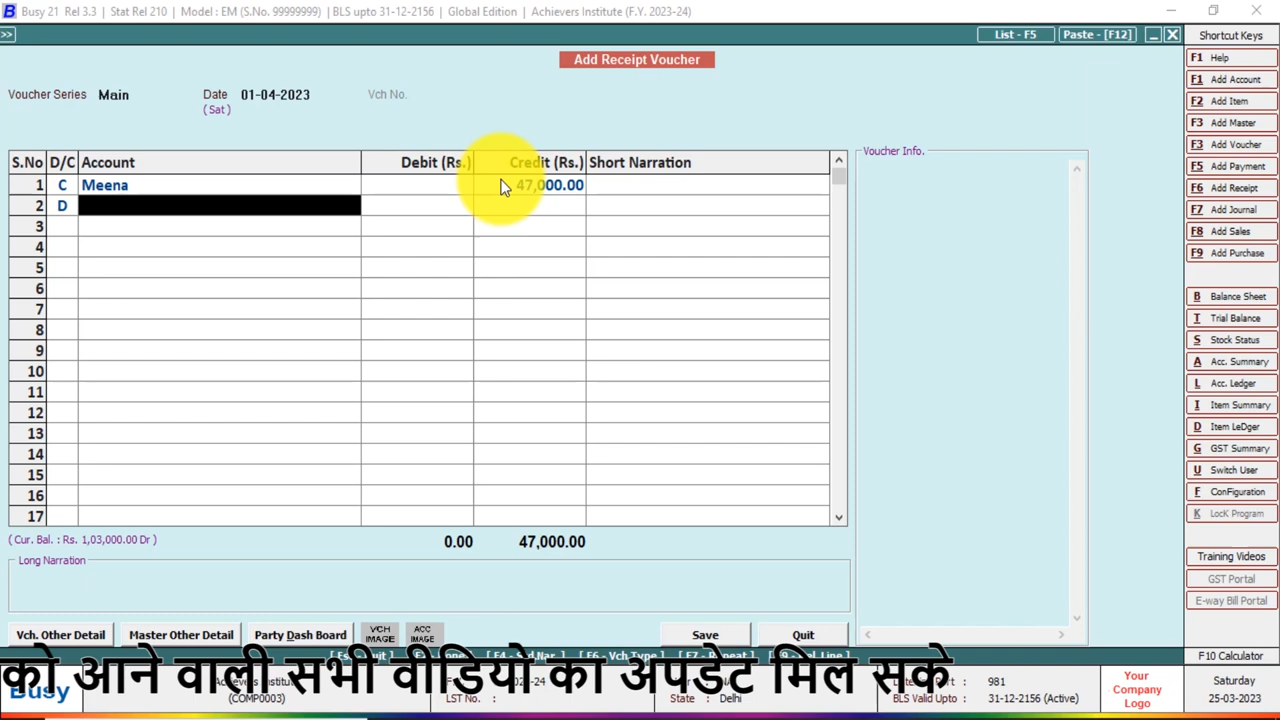 Busy 21 Rel 3.3 | Stat Rel 210 | Model : EM (S.No. 99999999) | BLS upto 31-12-2156 | Global Edition | Achievers Institute (F.Y. 2023-24)
>> List - F5 Paste - [F12] Shortcut Keys
Add Receipt Voucher
Voucher Series Main Date 01-04-2023 Vch No.
( Sat )
S.No D/C Account Debit (Rs.) Credit (Rs.) Short Narration
1 C Meena 47,000.00
2 D
3
4
5
6
7
8
9
10
11
12
13
14
15
16
17
( Cur. Bal. : Rs. 1,03,000.00 Dr ) 0.00 47,000.00
Long Narration
Voucher Info.
Vch. Other Detail Master Other Detail Party Dash Board VCH IMAGE ACC IMAGE Save Quit
F1 Help
F1 Add Account
F2 Add Item
F3 Add Master
F3 Add Voucher
F5 Add Payment
F6 Add Receipt
F7 Add Journal
F8 Add Sales
F9 Add Purchase
B Balance Sheet
T Trial Balance
S Stock Status
A Acc. Summary
L Acc. Ledger
I Item Summary
D Item LeDger
G GST Summary
U Switch User
F ConFiguration
K LocK Program
Training Videos
GST Portal
E-way Bill Portal
F10 Calculator
को आने वाली सभी वीडियो का अपडेट मिल सके
Busy
(COMP0003)
LST No. :
State : Delhi
981
BLS Valid Upto : 31-12-2156 (Active)
Your
Company
Logo
Saturday
25-03-2023